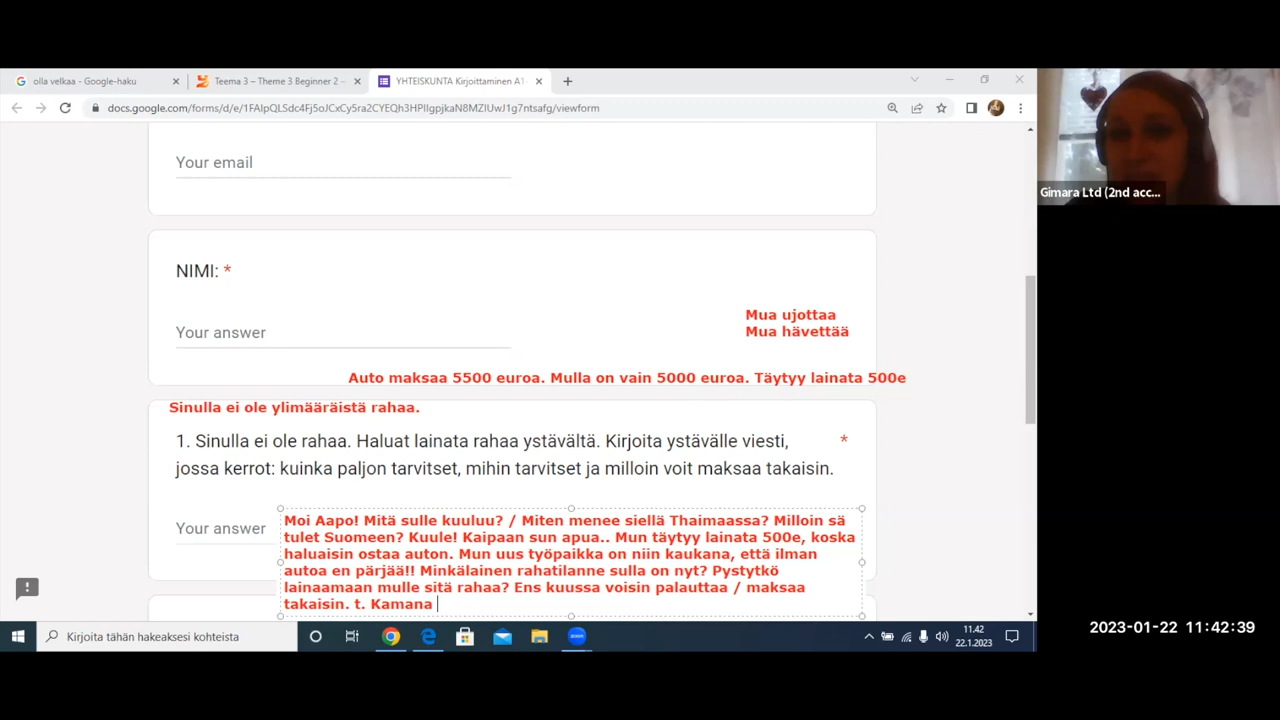 olla velkaa - Google-haku
Teema 3 – Theme 3 Beginner 2 –
YHTEISKUNTA Kirjoittaminen A1
docs.google.com/forms/d/e/1FAIpQLSdc4Fj5oJCxCy5ra2CYEQh3HPIIgpjkaN8MZIUwJ1g7ntsafg/viewform
Your email
NIMI: *
Your answer
Mua ujottaa
Mua hävettää
Auto maksaa 5500 euroa. Mulla on vain 5000 euroa. Täytyy lainata 500e
Sinulla ei ole ylimääräistä rahaa.
1. Sinulla ei ole rahaa. Haluat lainata rahaa ystävältä. Kirjoita ystävälle viesti, *
jossa kerrot: kuinka paljon tarvitset, mihin tarvitset ja milloin voit maksaa takaisin.
Your answer
Moi Aapo! Mitä sulle kuuluu? / Miten menee siellä Thaimaassa? Milloin sä
tulet Suomeen? Kuule! Kaipaan sun apua.. Mun täytyy lainata 500e, koska
haluaisin ostaa auton. Mun uus työpaikka on niin kaukana, että ilman
autoa en pärjää!! Minkälainen rahatilanne sulla on nyt? Pystytkö
lainaamaan mulle sitä rahaa? Ens kuussa voisin palauttaa / maksaa
takaisin. t. Kamana
Kirjoita tähän hakeaksesi kohteista
zoom
11.42
22.1.2023
Gimara Ltd (2nd acc...
2023-01-22 11:42:39